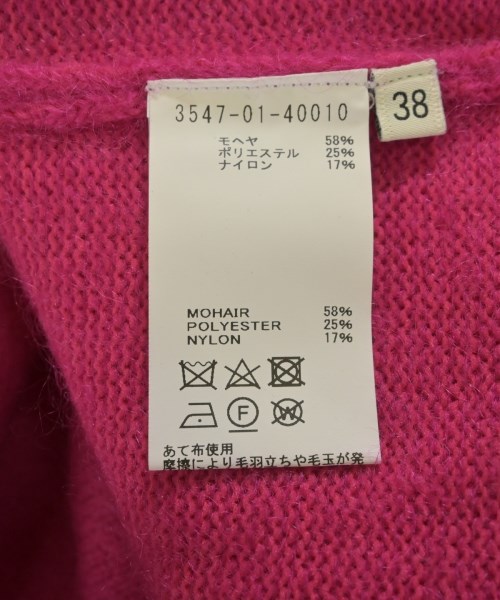 3547-01-40010
38
モヘヤ 58%
ポリエステル 25%
ナイロン 17%
MOHAIR 58%
POLYESTER 25%
NYLON 17%
F
W
あて布使用
摩擦により毛羽立ちや毛玉が発